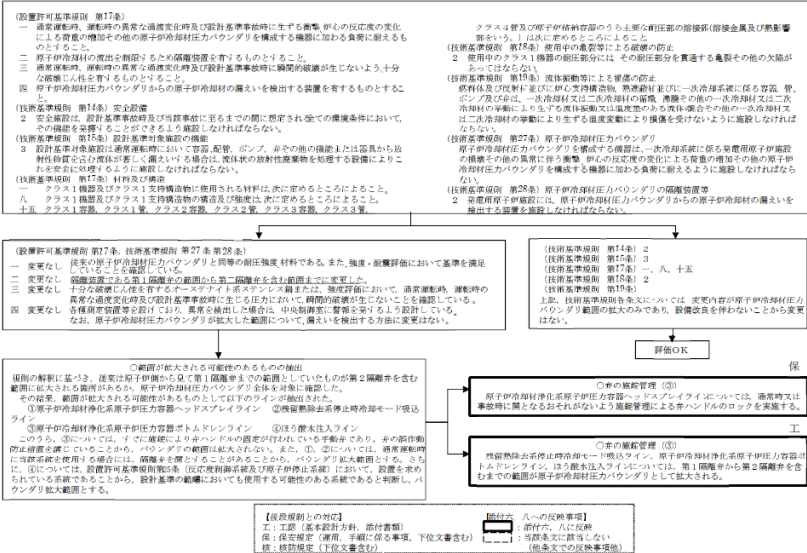 (設置許可基準規則 第17条)
一 通常運転時、運転時の異常な過渡変化時及び設計基準事故時に生ずる衝撃、炉心の反応度の変化
による荷重の増加その他の原子炉冷却材圧力バウンダリを構成する機器に加わる負荷に耐えるも
のとすること。
二 原子炉冷却材の流出を制限するため隔離装置を有するものとすること。
三 通常運転時、運転時の異常な過渡変化時及び設計基準事故時に瞬間的破壊が生じないよう、十分
な破壊じん性を有するものとすること。
四 原子炉冷却材圧力バウンダリからの原子炉冷却材の漏えいを検出する装置を有するものとするこ
と。
(技術基準規則 第14条) 安全設備
2 安全設備は、設計基準事故時及び当該事故に至るまでの間に想定される全ての環境条件において、
その機能を発揮することができるよう施設しなければならない。
(技術基準規則 第15条) 設計基準対象施設の機能
3 設計基準対象施設は通常運転時において容器、配管、ポンプ、弁その他の機能または器具から放
射性物質を含む流体が著しく漏えいする場合は、流体状の放射性廃棄物を処理する設備によりこ
れを安全に処理するように施設しなければならない。
(技術基準規則 第17条) 材料及び構造
一 クラス1機器及びクラス1支持構造物に使用される材料は、次に定めるところによること。
八 クラス1機器及びクラス1支持構造物の構造及び強度は、次に定めるところによること。
十五 クラス1容器、クラス1管、クラス2容器、クラス2管、クラス3容器、クラス3管、
クラス4管及び原子炉格納容器のうち主要な耐圧部の溶接部(溶接金属及び熱影響
部をいう。)は次に定めるところによること。
(技術基準規則 第18条) 使用中の亀裂等による破壊の防止
2 使用中のクラス1機器の耐圧部分には、その耐圧部分を貫通する亀裂その他の欠陥が
あってはならない。
(技術基準規則 第19条) 流体振動等による損傷の防止
燃料体及び反射材並びに炉心支持構造物、熱遮蔽材並びに一次冷却系統に係る容器、管、
ポンプ及び弁は、一次冷却材又は二次冷却材の循環、沸騰その他の一次冷却材又は二次
冷却材の挙動により生ずる流体振動又は温度差のある流体の混合その他の一次冷却材又
は二次冷却材の挙動により生ずる温度変動により損傷を受けないように施設しなければな
らない。
(技術基準規則 第27条) 原子炉冷却材圧力バウンダリ
原子炉冷却材圧力バウンダリを構成する機器は、一次冷却系統に係る発電用原子炉施設
の損壊その他の異常に伴う衝撃、炉心の反応度の変化による荷重の増加その他の原子炉
冷却材圧力バウンダリを構成する機器に加わる負荷に耐えるように施設しなければならな
い。
(技術基準規則 第28条) 原子炉冷却材圧力バウンダリの隔離装置等
2 発電用原子炉施設には、原子炉冷却材圧力バウンダリからの原子炉冷却材の漏えいを
検出する装置を施設しなければならない。
(設置許可基準規則 第17条、技術基準規則 第27条 第28条)
一 変更なし 従来の原子炉冷却材圧力バウンダリと同等の耐圧強度、材料である。また、強度・耐震評価において基準を満足
していることを確認している。
二 変更なし 隔離装置である第1隔離弁の範囲から第二隔離弁を含む範囲までに変更した。
三 変更なし 十分な破壊じん性を有するオーステナイト系ステンレス鋼または、強度評価において、通常運転時、運転時の
異常な過渡変化時及び設計基準事故時に生じる圧力において、瞬間的破壊が生じないことを確認している。
四 変更なし 各種測定装置等を設けており、異常を検出した場合は、中央制御室に警報を発するよう設計している。
なお、原子炉冷却材圧力バウンダリが拡大した範囲について、漏えいを検出する方法に変更はない。
(技術基準規則 第14条) 2
(技術基準規則 第15条) 3
(技術基準規則 第17条) 一、八、十五
(技術基準規則 第18条) 2
(技術基準規則 第19条)
上記、技術基準規則各条文については、変更内容が原子炉冷却材圧力
バウンダリ範囲の拡大のみであり、設備改良を伴わないことから変更
はない。
評価OK
○範囲が拡大される可能性のあるものの抽出
規則の解釈に基づき、従来は原子炉側から見て第1隔離弁までの範囲としていたものが第2隔離弁を含む
範囲に拡大される箇所があるか、原子炉冷却材圧力バウンダリ全体を対象に確認した。
その結果、範囲が拡大される可能性があるものとして以下のラインが抽出された。
①原子炉冷却材浄化系原子炉圧力容器ヘッドスプレイライン ②残留熱除去系停止時冷却モード吸込
ライン
③原子炉冷却材浄化系原子炉圧力容器ボトムドレンライン ④ほう酸水注入ライン
このうち、③については、すでに施錠により弁ハンドルの固定が行われている手動弁であり、弁の誤作動
防止措置を講じていることから、バウンダリの範囲は拡大されない。また、①、②については、通常運転時
に当該系統を使用する場合には、隔離弁を開とすることがあることから、バウンダリ拡大範囲とする。さら
に、④については、設置許可基準規則第25条(反応度制御系統及び原子炉停止系統)において、設置を求め
られている系統であることから、設計基準の範疇においても使用する可能性のある系統であると判断し、バ
ウンダリ拡大範囲とする。
保
○弁の施錠管理(③)
原子炉冷却材浄化系原子炉圧力容器ヘッドスプレイラインについては、通常時又は
事故時に開となるおそれがないよう施錠管理による弁ハンドルのロックを実施する。
工
○弁の施錠管理(③)
残留熱除去系停止時冷却モード吸込ライン、原子炉冷却材浄化系原子炉圧力容器ボ
トムドレンライン、ほう酸水注入ラインについては、第1隔離弁から第2隔離弁を含
むまでの範囲が原子炉冷却材圧力バウンダリとして拡大される。
【後段規制との対応】
工:工認(基本設計方針、添付書類)
保:保安規定(運用、手順に係る事項、下位文書含む)
核:核防規定(下位文書含む)
【添付六、八への反映事項】
:添付六、八に反映
:当該条文に該当しない
(他条文での反映事項他)